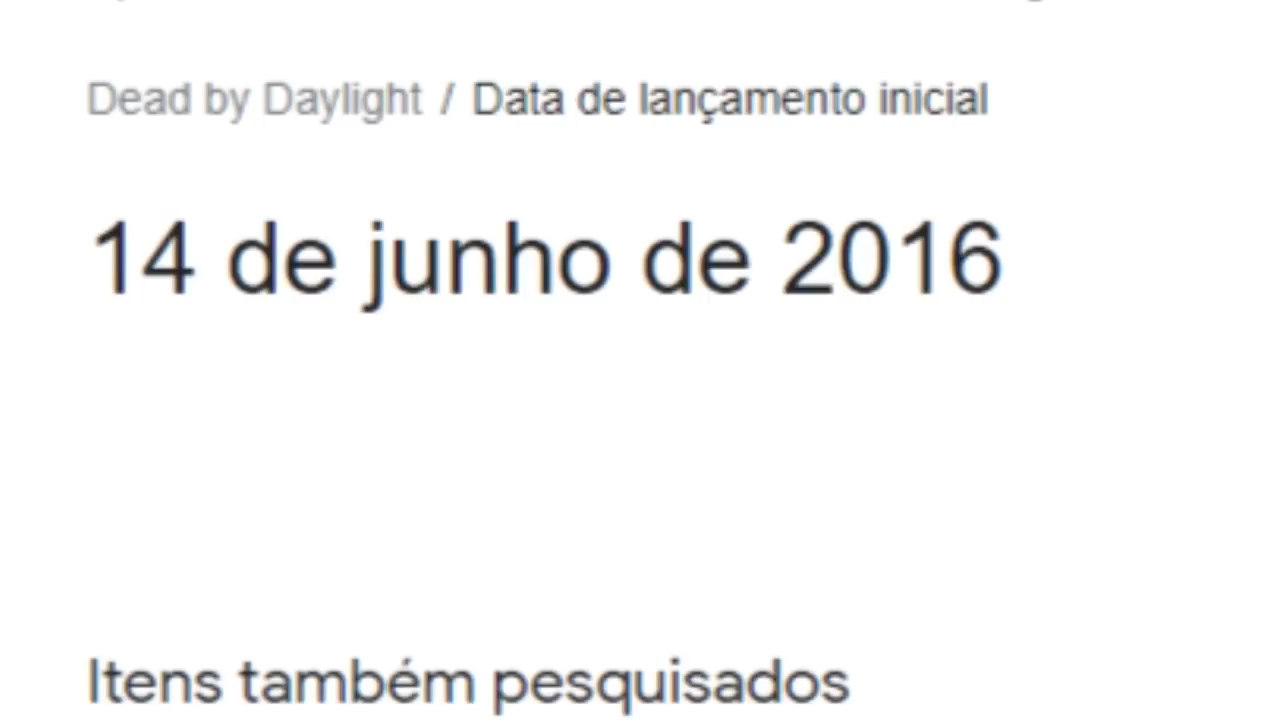 Dead by Daylight / Data de lançamento inicial
14 de junho de 2016
Itens também pesquisados